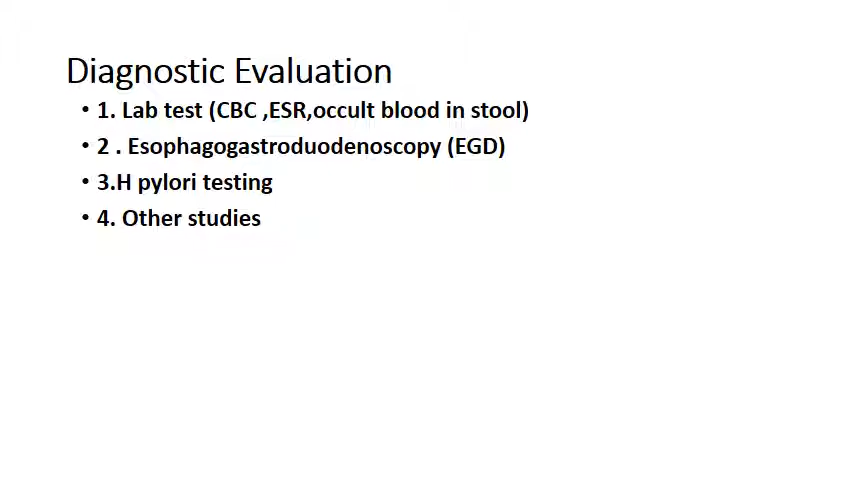 Diagnostic Evaluation
• 1. Lab test (CBC ,ESR,occult blood in stool)
• 2 . Esophagogastroduodenoscopy (EGD)
• 3.H pylori testing
• 4. Other studies